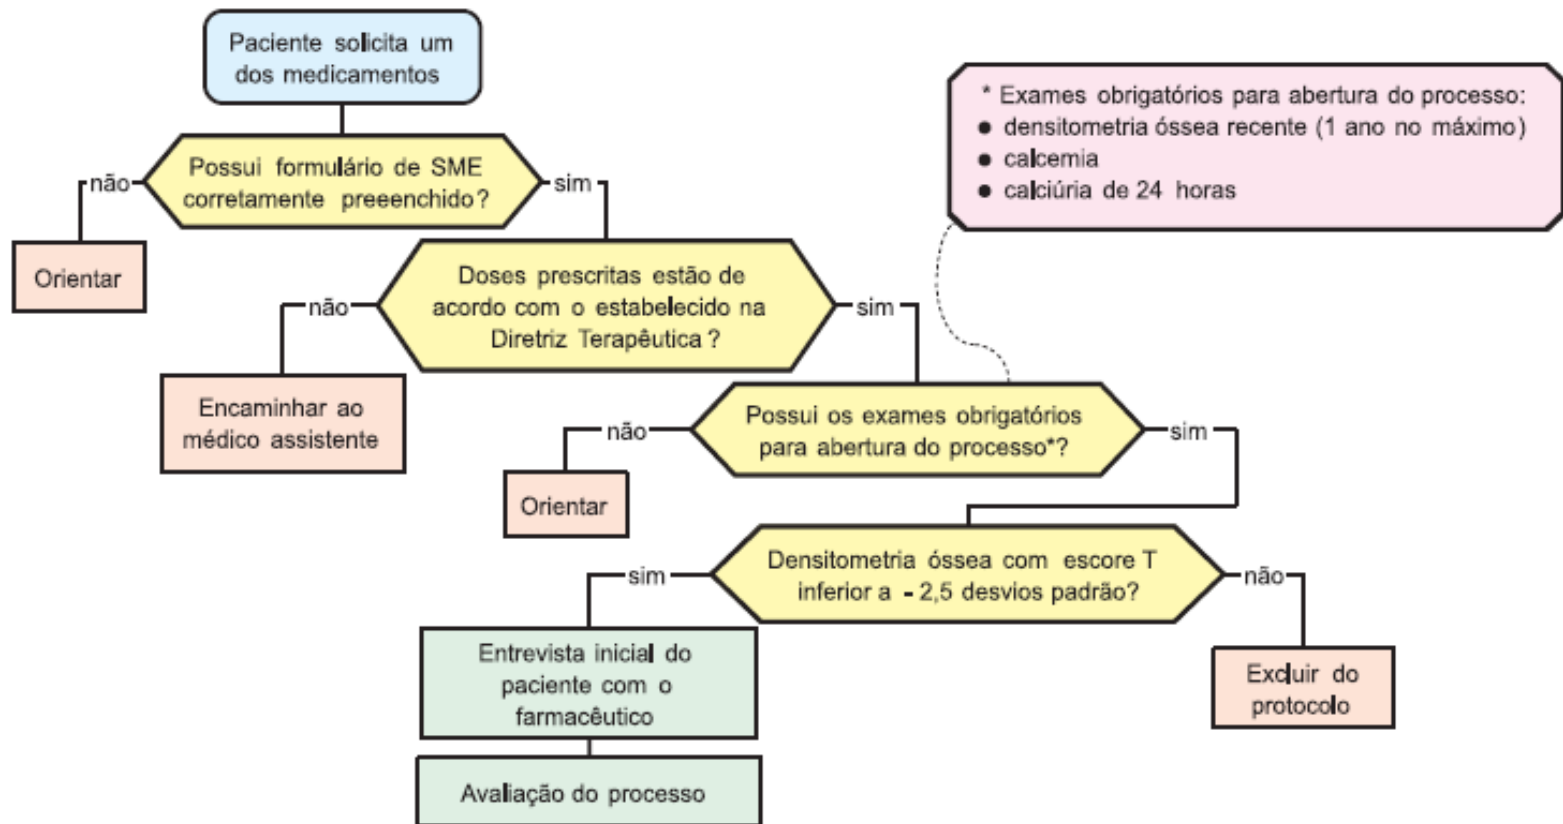 Paciente solicita um
dos medicamentos
* Exames obrigatórios para abertura do processo:
● densitometria óssea recente (1 ano no máximo)
● calcemia
● calciúria de 24 horas
Possui formulário de SME
corretamente preeenchido?
não
sim
Orientar
Doses prescritas estão de
acordo com o estabelecido na
Diretriz Terapêutica ?
não
sim
Encaminhar ao
médico assistente
Possui os exames obrigatórios
para abertura do processo*?
não
sim
Orientar
Densitometria óssea com escore T
inferior a - 2,5 desvios padrão?
sim
não
Entrevista inicial do
paciente com o
farmacêutico
Excluir do
protocolo
Avaliação do processo